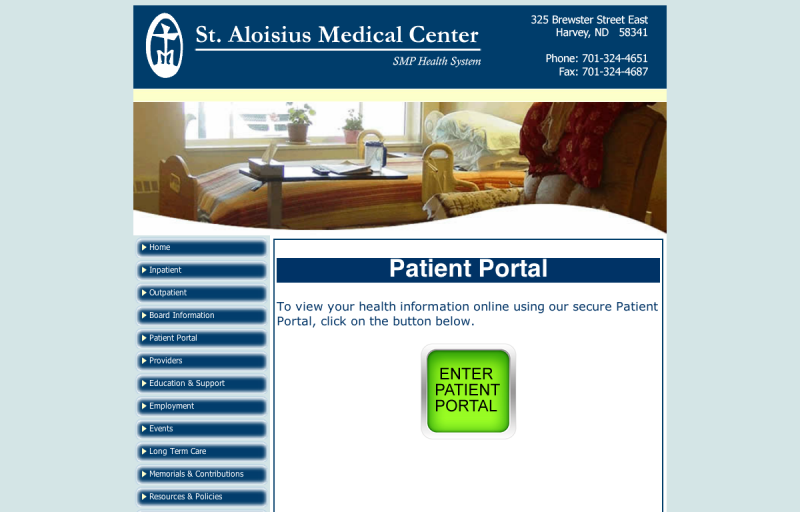 St. Aloisius Medical Center
SMP Health System
325 Brewster Street East
Harvey, ND 58341
Phone: 701-324-4651
Fax: 701-324-4687
Home
Inpatient
Outpatient
Board Information
Patient Portal
Providers
Education & Support
Employment
Events
Long Term Care
Memorials & Contributions
Resources & Policies
Patient Portal
To view your health information online using our secure Patient
Portal, click on the button below.
ENTER
PATIENT
PORTAL